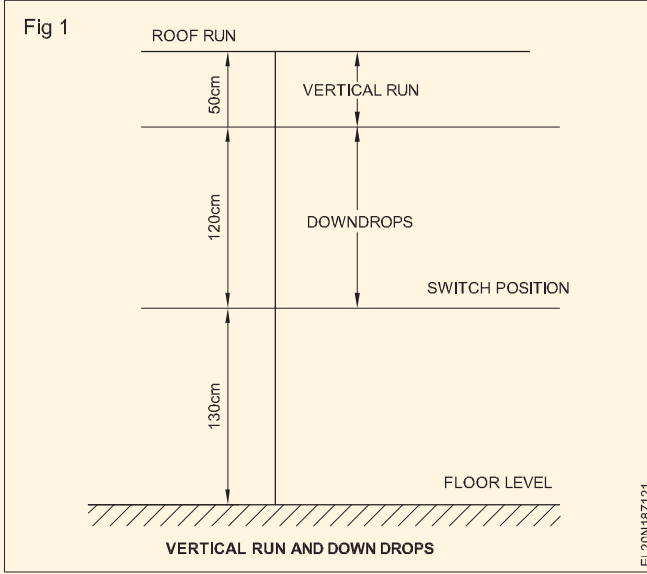 Fig 1
ROOF RUN
50cm
VERTICAL RUN
120cm
DOWNDROPS
SWITCH POSITION
130cm
FLOOR LEVEL
VERTICAL RUN AND DOWN DROPS
EL20N187121